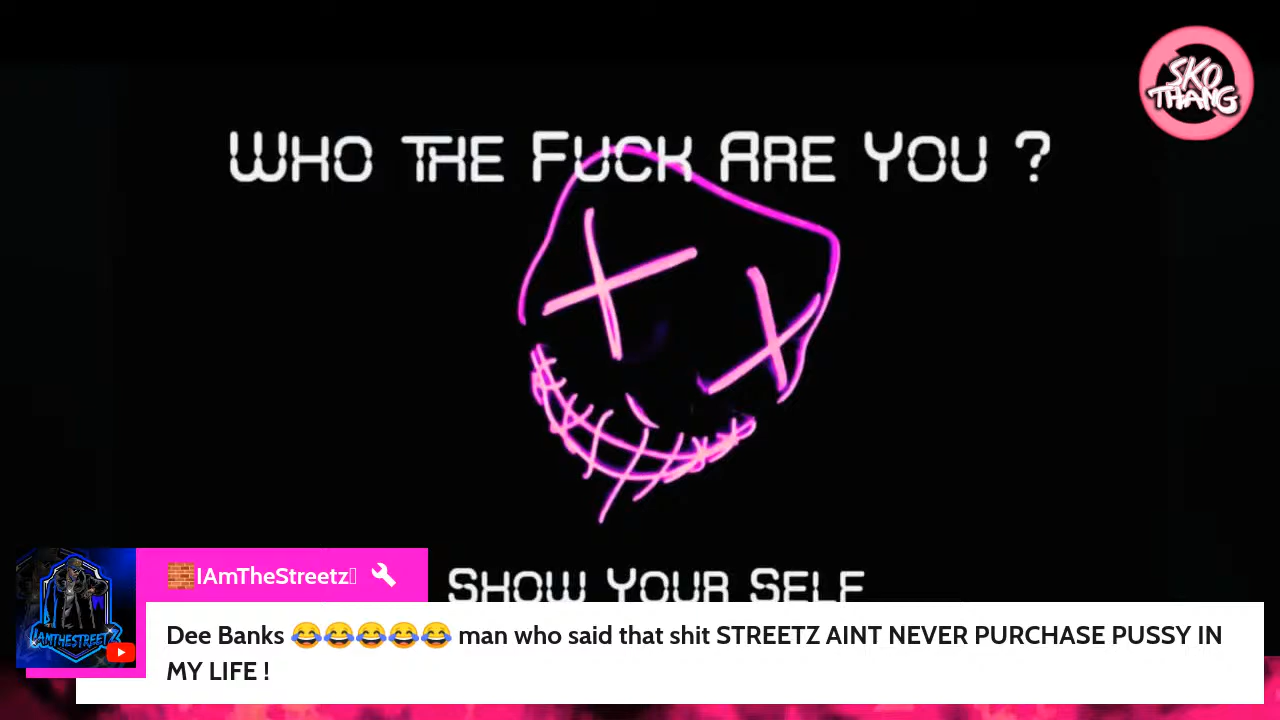 SKO
THANG
WHO THE FUCK ARE YOU ?
🧱IAmTheStreetz
SHOW YOUR SELF
Dee Banks 😂😂😂😂😂 man who said that shit STREETZ AINT NEVER PURCHASE PUSSY IN
MY LIFE !
IAMTHESTREETZ